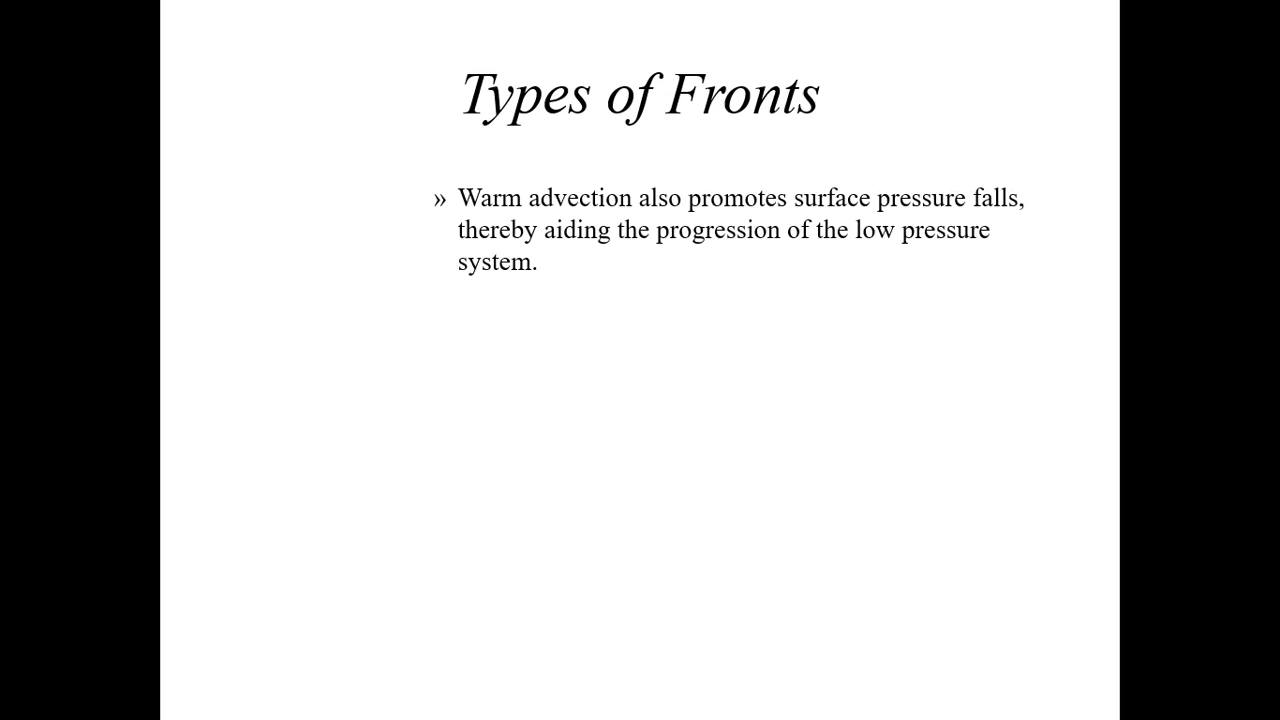 Types of Fronts
» Warm advection also promotes surface pressure falls,
thereby aiding the progression of the low pressure
system.